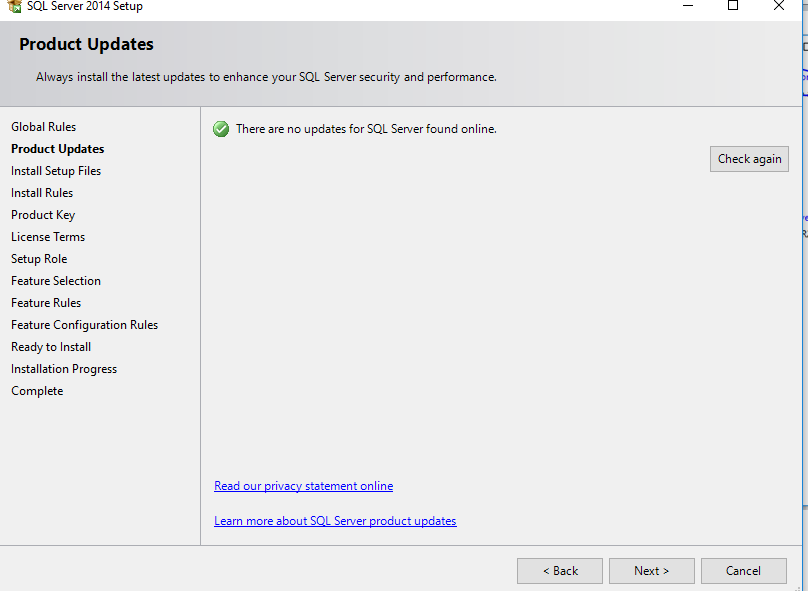 SQL Server 2014 Setup
Product Updates
Always install the latest updates to enhance your SQL Server security and performance.
Global Rules
Product Updates
Install Setup Files
Install Rules
Product Key
License Terms
Setup Role
Feature Selection
Feature Rules
Feature Configuration Rules
Ready to Install
Installation Progress
Complete
There are no updates for SQL Server found online.
Check again
Read our privacy statement online
Learn more about SQL Server product updates
< Back
Next >
Cancel